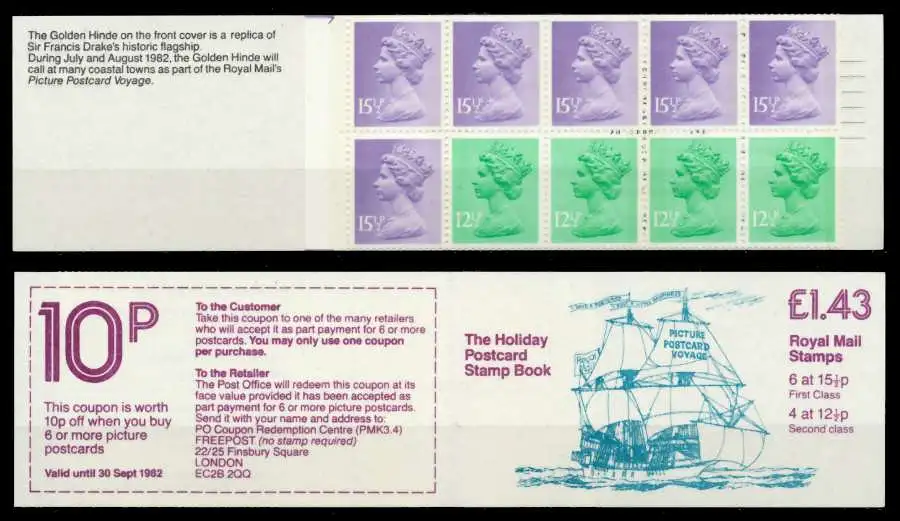 The Golden Hinde on the front cover is a replica of
Sir Francis Drake's historic flagship.
During July and August 1982, the Golden Hinde will
call at many coastal towns as part of the Royal Mail's
Picture Postcard Voyage.
15½P 15½P 15½P 15½P 15½P
15½P 12½P 12½P 12½P 12½P
10P
This coupon is worth
10p off when you buy
6 or more picture
postcards
Valid until 30 Sept 1982
To the Customer
Take this coupon to one of the many retailers
who will accept it as part payment for 6 or more
postcards. You may only use one coupon
per purchase.
To the Retailer
The Post Office will redeem this coupon at its
face value provided it has been accepted as
part payment for 6 or more picture postcards.
Send it with your name and address to:
PO Coupon Redemption Centre (PMK3.4)
FREEPOST (no stamp required)
22/25 Finsbury Square
LONDON
EC2B 2QQ
The Holiday
Postcard
Stamp Book
PICTURE
POSTCARD
VOYAGE
Royal
£1.43
Royal Mail
Stamps
6 at 15½p
First Class
4 at 12½p
Second class